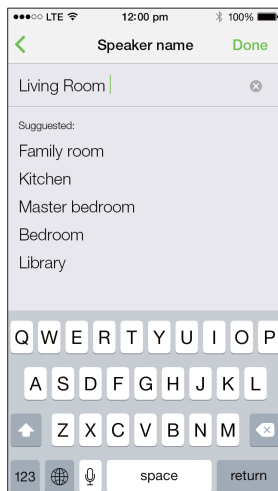 LTE 12:00 pm 100%
Speaker name Done
Living Room
Sugguested:
Family room
Kitchen
Master bedroom
Bedroom
Library
Q W E R T Y U I O P
A S D F G H J K L
Z X C V B N M
123 space return